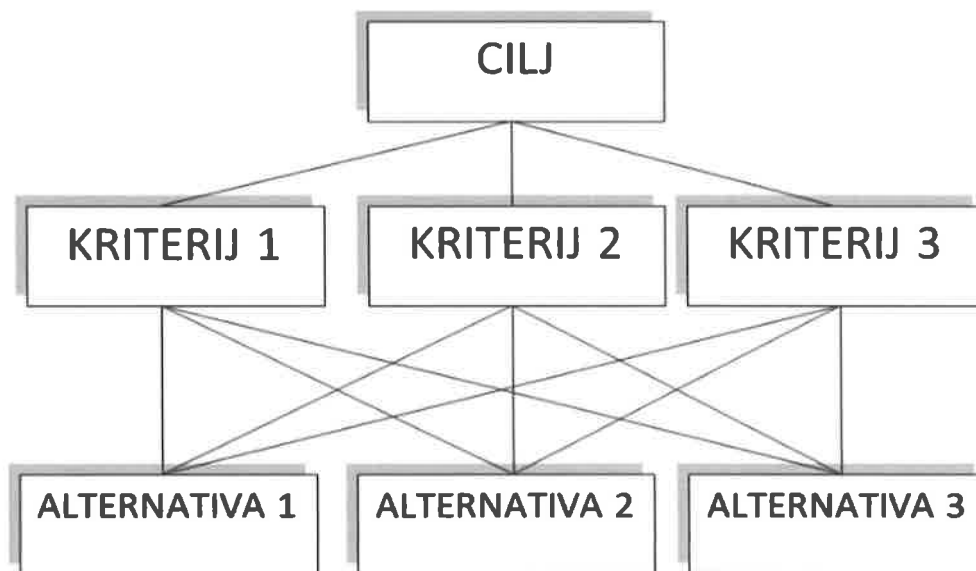 CILJ
KRITERIJ 1
KRITERIJ 2
KRITERIJ 3
ALTERNATIVA 1
ALTERNATIVA 2
ALTERNATIVA 3